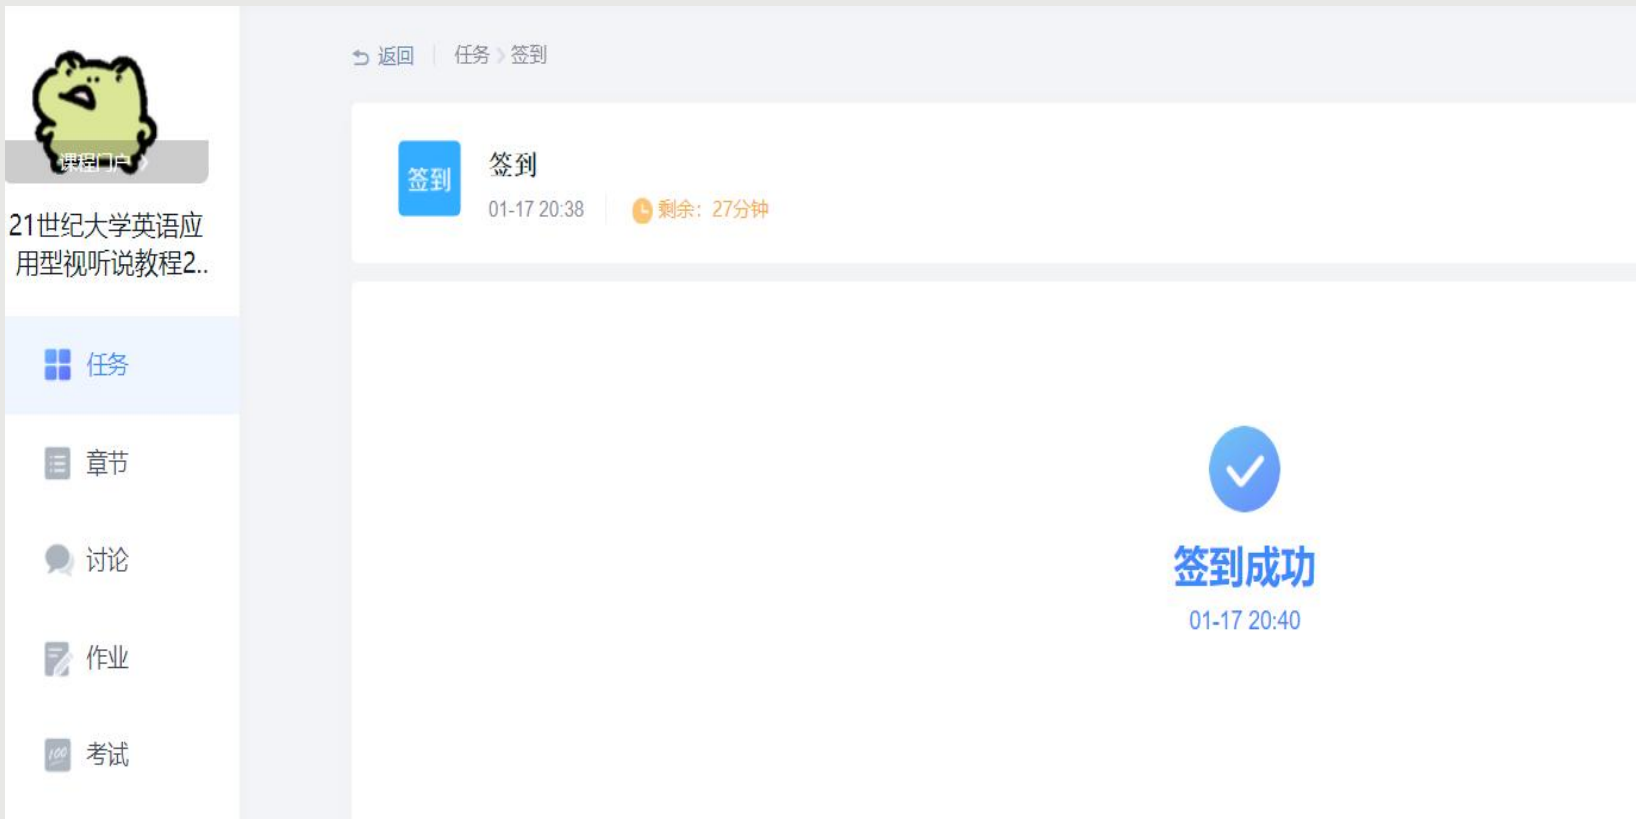 返回 任务 签到
课程门户
签到
签到
01-17 20:38 剩余：27分钟
21世纪大学英语应
用型视听说教程2..
任务
章节
讨论
作业
100 考试
签到成功
01-17 20:40